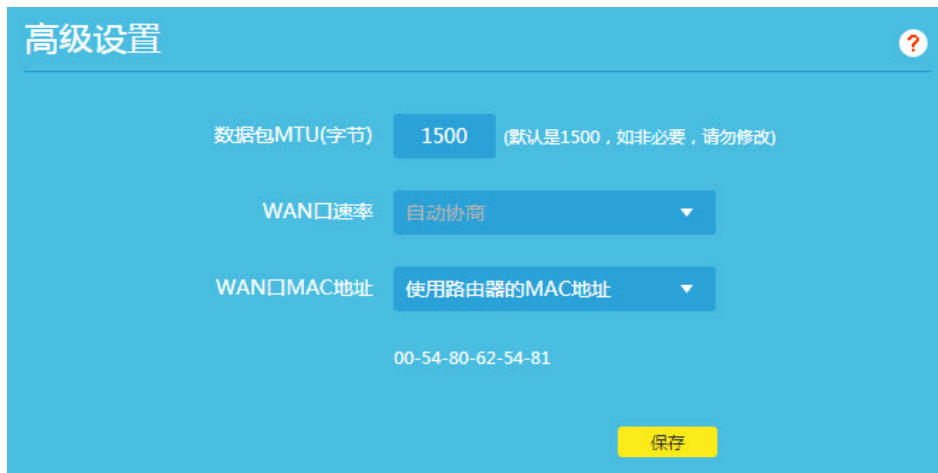 高级设置
?
数据包MTU(字节) 1500 (默认是1500，如非必要，请勿修改)
WAN口速率 自动协商
WAN口MAC地址 使用路由器的MAC地址
00-54-80-62-54-81
保存